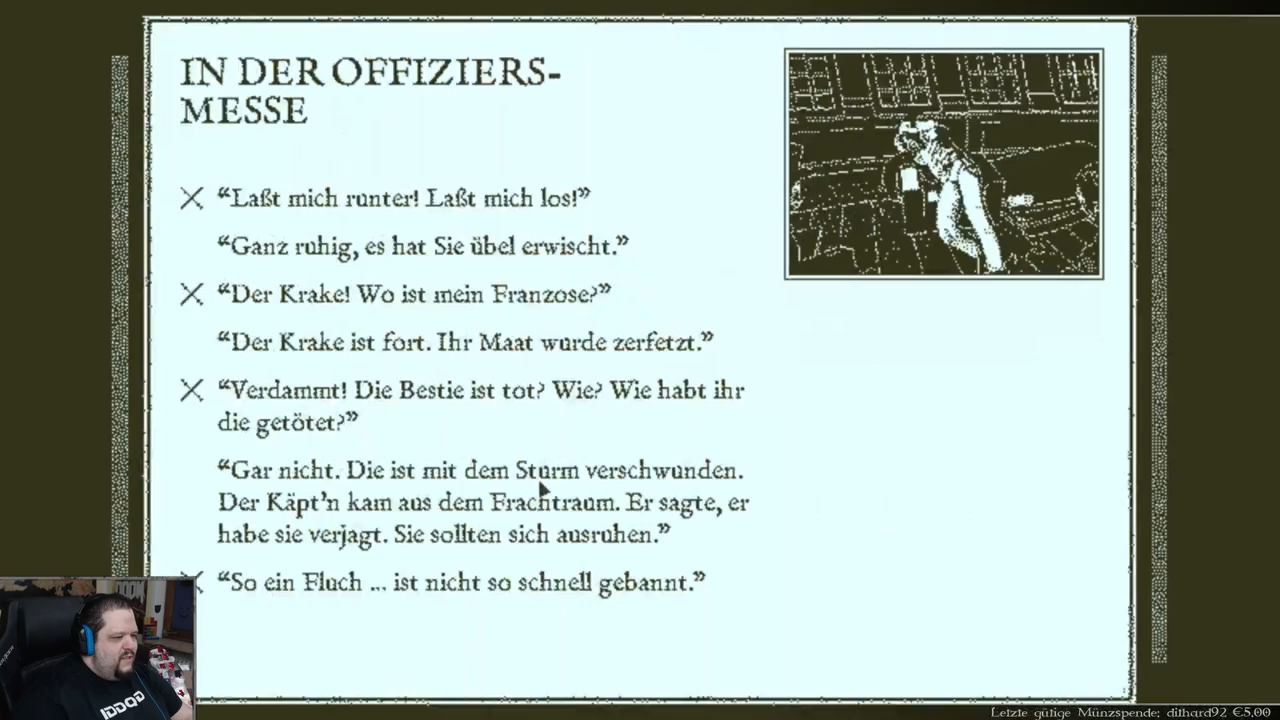 IN DER OFFIZIERS-
MESSE
“Laßt mich runter! Laßt mich los!”
“Ganz ruhig, es hat Sie übel erwischt.”
“Der Krake! Wo ist mein Franzose?”
“Der Krake ist fort. Ihr Maat wurde zerfetzt.”
“Verdammt! Die Bestie ist tot? Wie? Wie habt ihr
die getötet?”
“Gar nicht. Die ist mit dem Sturm verschwunden.
Der Käpt’n kam aus dem Frachtraum. Er sagte, er
habe sie verjagt. Sie sollten sich ausruhen.”
“So ein Fluch ... ist nicht so schnell gebannt.”
IDDQD
Letzte gütige Münzspende: dilhard92 €5.00